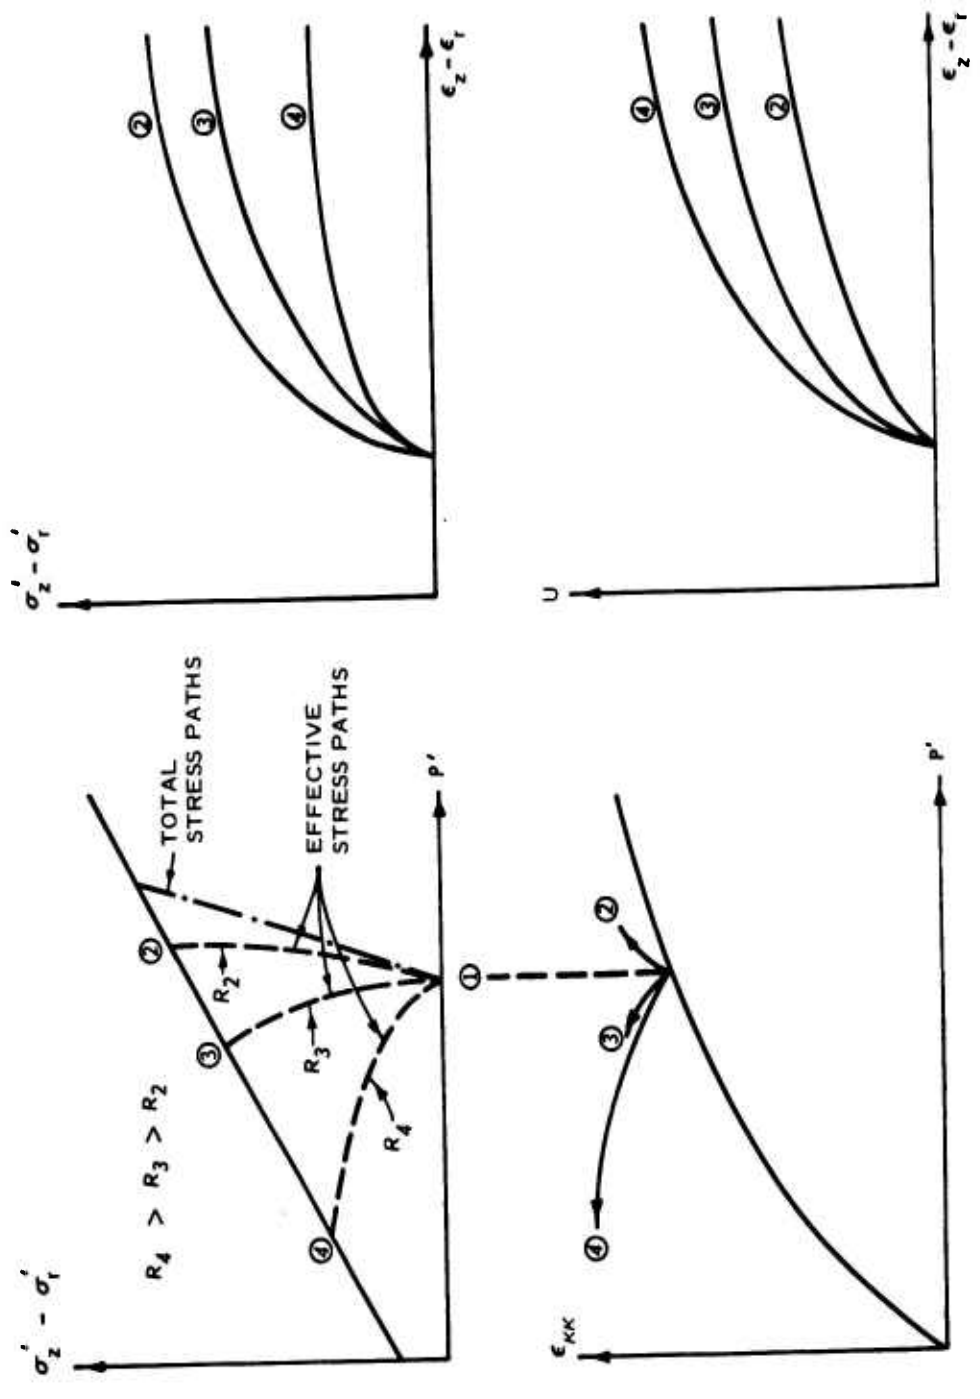 σ'z - σ'r
R4 > R3 > R2
TOTAL
STRESS PATHS
EFFECTIVE
STRESS PATHS
②
③
④
R2
R3
R4
P'
σ'z - σ'r
②
③
④
εz - εr
εKK
①
②
③
④
P'
U
④
③
②
εz - εr